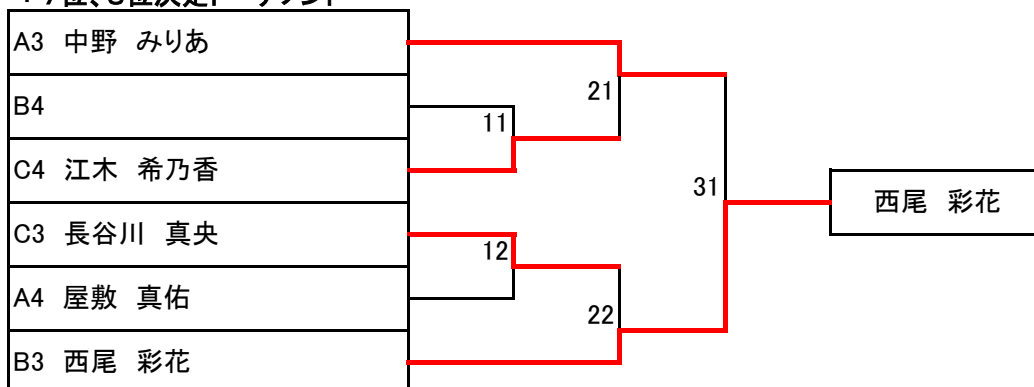 A3 中野 みりあ
B4
C4 江木 希乃香
C3 長谷川 真央
A4 屋敷 真佑
B3 西尾 彩花
11
12
21
22
31
西尾 彩花